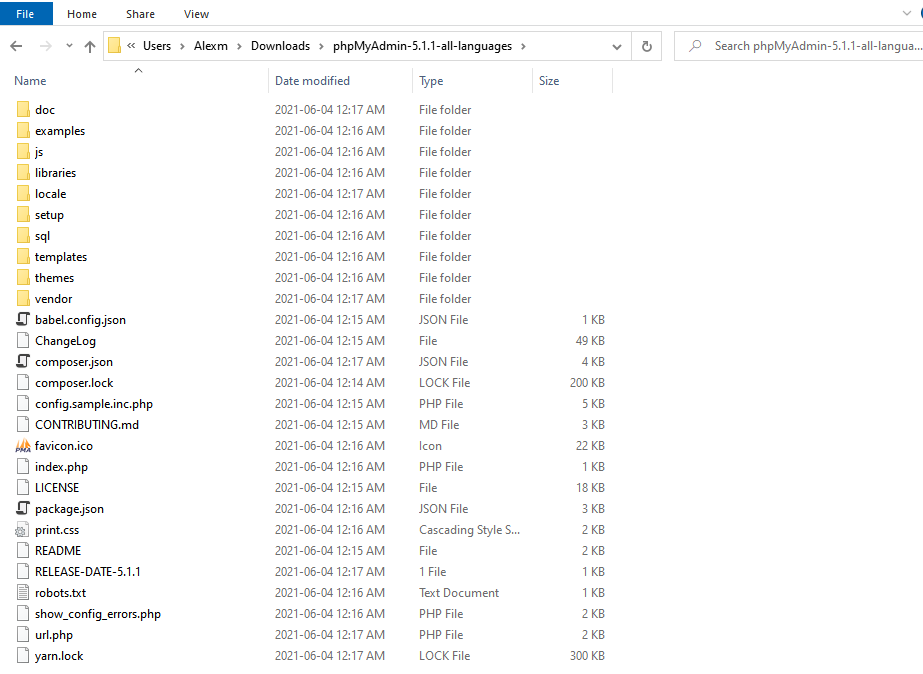 File Home Share View
« Users › Alexm › Downloads › phpMyAdmin-5.1.1-all-languages › Search phpMyAdmin-5.1.1-all-langua...
Name Date modified Type Size
doc 2021-06-04 12:17 AM File folder
examples 2021-06-04 12:16 AM File folder
js 2021-06-04 12:16 AM File folder
libraries 2021-06-04 12:16 AM File folder
locale 2021-06-04 12:17 AM File folder
setup 2021-06-04 12:16 AM File folder
sql 2021-06-04 12:16 AM File folder
templates 2021-06-04 12:16 AM File folder
themes 2021-06-04 12:16 AM File folder
vendor 2021-06-04 12:17 AM File folder
babel.config.json 2021-06-04 12:15 AM JSON File 1 KB
ChangeLog 2021-06-04 12:15 AM File 49 KB
composer.json 2021-06-04 12:17 AM JSON File 4 KB
composer.lock 2021-06-04 12:14 AM LOCK File 200 KB
config.sample.inc.php 2021-06-04 12:15 AM PHP File 5 KB
CONTRIBUTING.md 2021-06-04 12:15 AM MD File 3 KB
PMA favicon.ico 2021-06-04 12:16 AM Icon 22 KB
index.php 2021-06-04 12:16 AM PHP File 1 KB
LICENSE 2021-06-04 12:15 AM File 18 KB
package.json 2021-06-04 12:16 AM JSON File 3 KB
print.css 2021-06-04 12:16 AM Cascading Style S... 2 KB
README 2021-06-04 12:15 AM File 2 KB
RELEASE-DATE-5.1.1 2021-06-04 12:17 AM 1 File 1 KB
robots.txt 2021-06-04 12:16 AM Text Document 1 KB
show_config_errors.php 2021-06-04 12:16 AM PHP File 2 KB
url.php 2021-06-04 12:17 AM PHP File 2 KB
yarn.lock 2021-06-04 12:17 AM LOCK File 300 KB